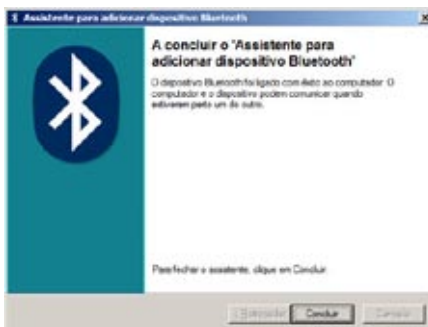 Assistente para adicionar dispositivo Bluetooth
A concluir o "Assistente para
adicionar dispositivo Bluetooth"
O dispositivo Bluetooth foi ligado com êxito ao computador. O
computador e o dispositivo podem comunicar quando
estiverem perto um do outro.
Para fechar o assistente, clique em Concluir.
Concluir